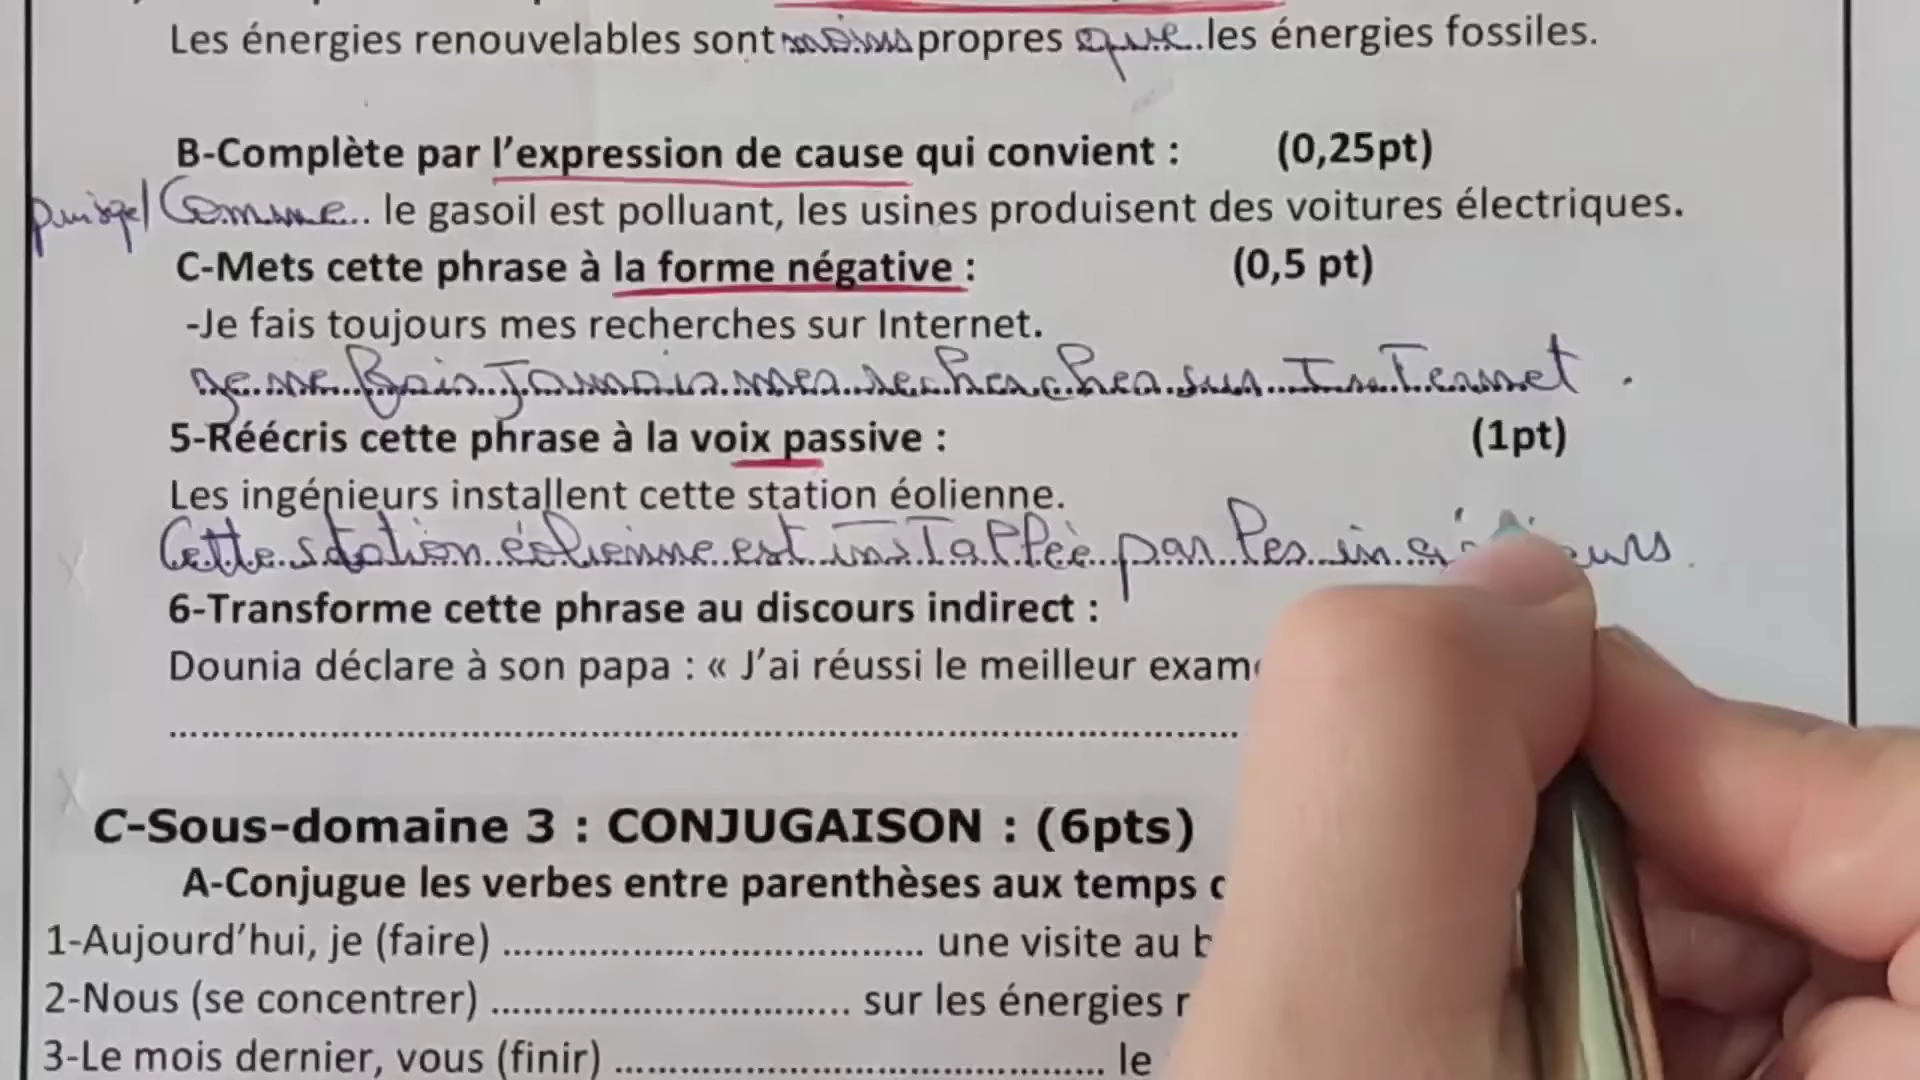 Les énergies renouvelables sont moins propres que les énergies fossiles.
B-Complète par l'expression de cause qui convient : (0,25pt)
Comme... le gasoil est polluant, les usines produisent des voitures électriques.
C-Mets cette phrase à la forme négative : (0,5 pt)
-Je fais toujours mes recherches sur Internet.
Je ne fais jamais mes recherches sur Internet.
5-Réécris cette phrase à la voix passive : (1pt)
Les ingénieurs installent cette station éolienne.
Cette station éolienne est installée par les
6-Transforme cette phrase au discours indirect :
Dounia déclare à son papa : « J'ai réussi le meilleur
C-Sous-domaine 3 : CONJUGAISON : (6pts)
A-Conjugue les verbes entre parenthèses aux temps
1-Aujourd'hui, je (faire) ........................................ une visite au
2-Nous (se concentrer) .................................. sur les énergies
3-Le mois dernier, vous (finir) .............................................. le